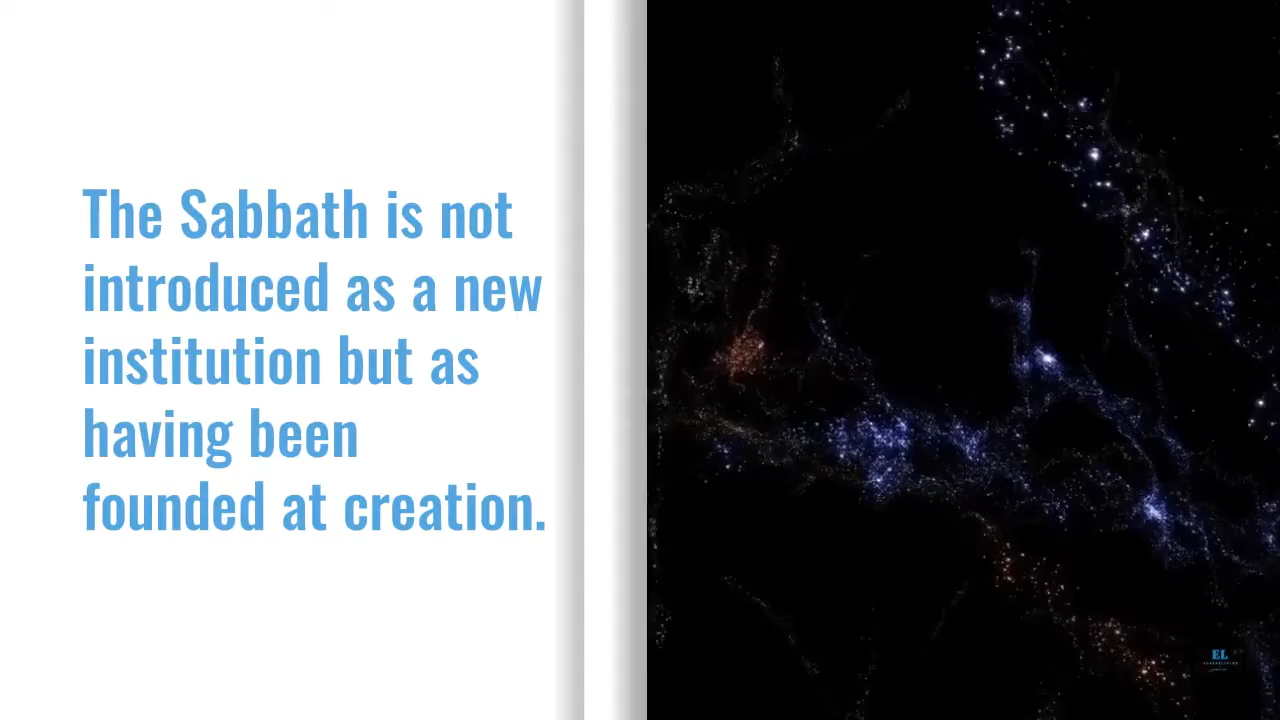 The Sabbath is not
introduced as a new
institution but as
having been
founded at creation.
EL